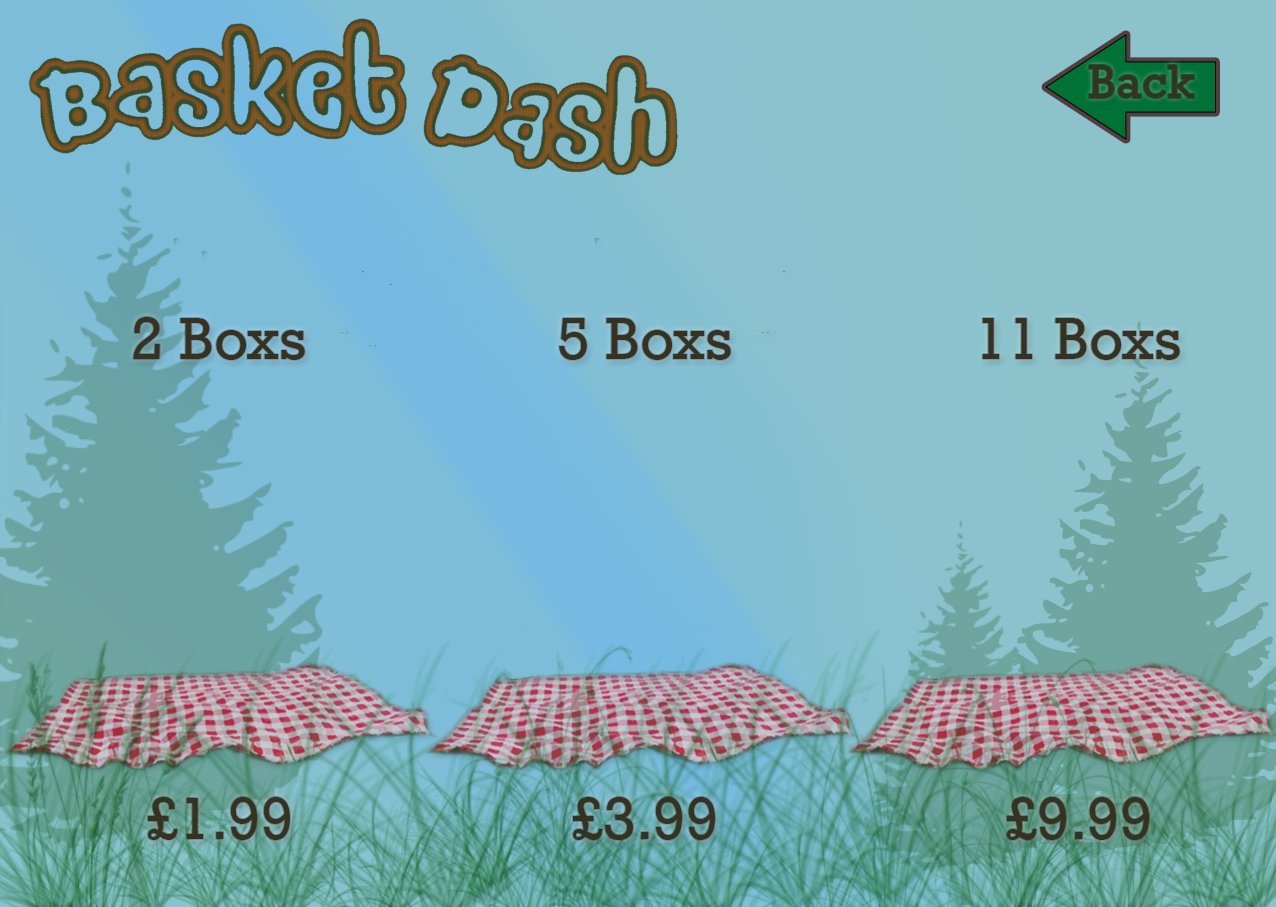 Basket Dash
Back
2 Boxs
5 Boxs
11 Boxs
£1.99
£3.99
£9.99